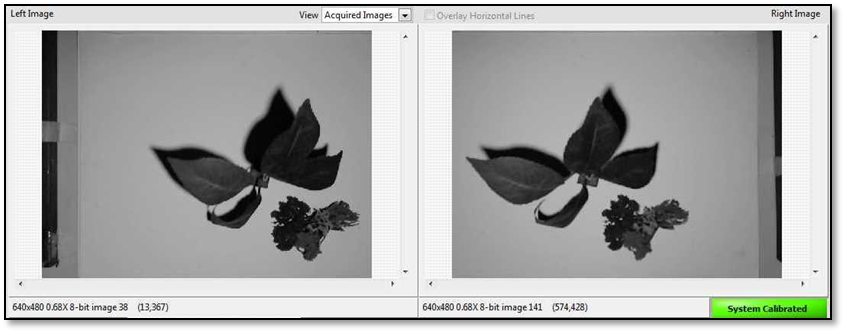 Left Image View Acquired Images Overlay Horizontal Lines Right Image
640x480 0.68X 8-bit image 38 (13,367) 640x480 0.68X 8-bit image 141 (574,428) System Calibrated